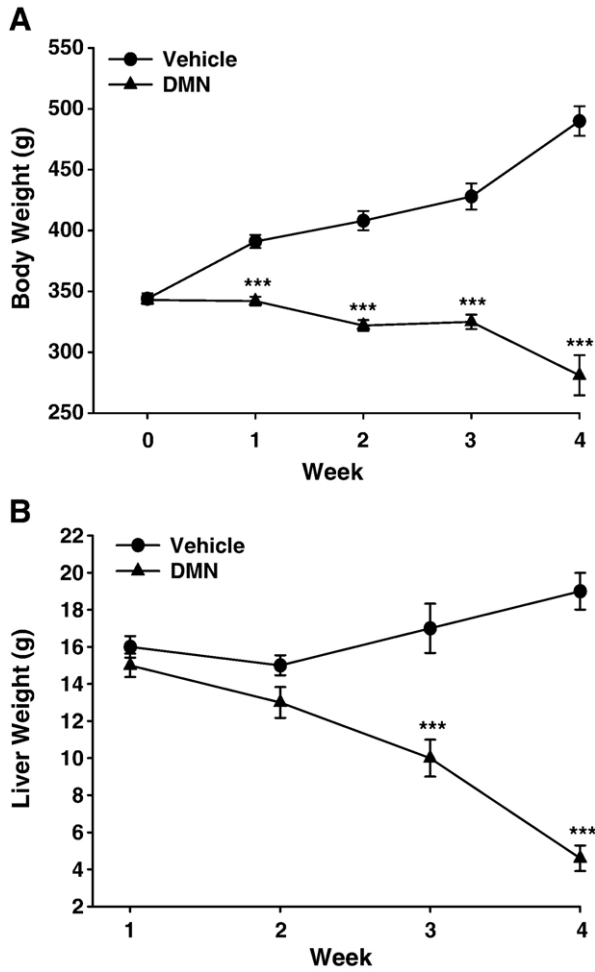 A
Vehicle
DMN
550
500
450
400
350
300
250
Body Weight (g)
***
***
***
***
0 1 2 3 4
Week
B
Vehicle
DMN
22
20
18
16
14
12
10
8
6
4
2
Liver Weight (g)
***
***
1 2 3 4
Week